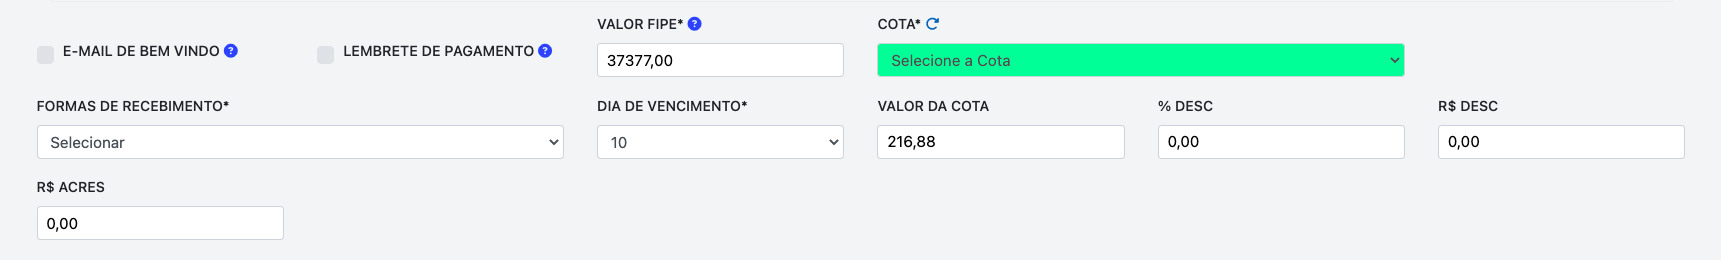 VALOR FIPE* ?
COTA*
E-MAIL DE BEM VINDO ?
LEMBRETE DE PAGAMENTO ?
37377,00
Selecione a Cota
FORMAS DE RECEBIMENTO*
DIA DE VENCIMENTO*
VALOR DA COTA
% DESC
R$ DESC
Selecionar
10
216,88
0,00
0,00
R$ ACRES
0,00